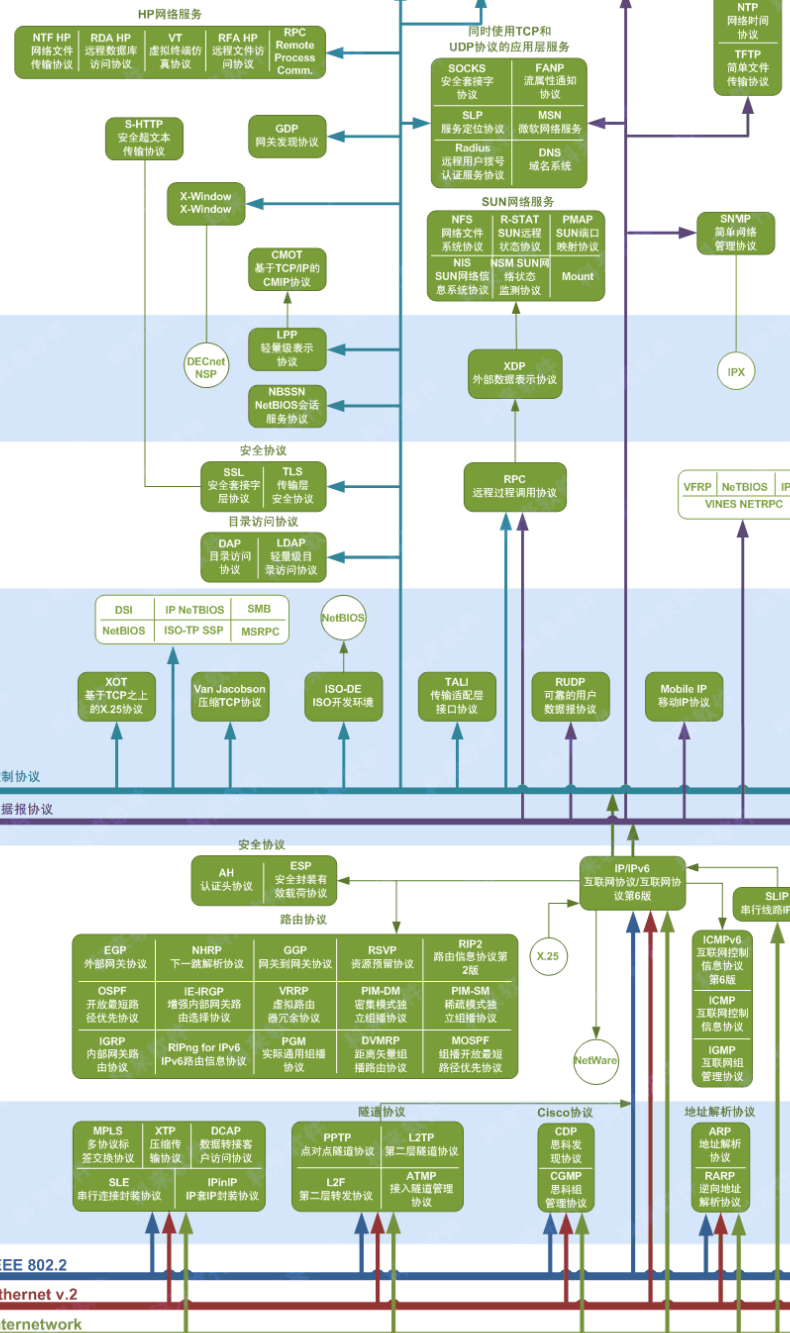 HP网络服务
NTF HP
网络文件
传输协议
RDA HP
远程数据库
访问协议
VT
虚拟终端仿
真协议
RFA HP
远程文件访
问协议
RPC
Remote
Process
Comm.
同时使用TCP和
UDP协议的应用层服务
SOCKS
安全套接字
协议
FANP
流属性通知
协议
SLP
服务定位协议
MSN
微软网络服务
Radius
远程用户拨号
认证服务协议
DNS
域名系统
NTP
网络时间
协议
TFTP
简单文件
传输协议
S-HTTP
安全超文本
传输协议
GDP
网关发现协议
X-Window
X-Window
SUN网络服务
NFS
网络文件
系统协议
R-STAT
SUN远程
状态协议
PMAP
SUN端口
映射协议
NIS
SUN网络信
息系统协议
NSM SUN网
络状态
监测协议
Mount
SNMP
简单网络
管理协议
CMOT
基于TCP/IP的
CMIP协议
LPP
轻量级表示
协议
DECnet
NSP
NBSSN
NetBIOS会话
服务协议
XDP
外部数据表示协议
IPX
安全协议
SSL
安全套接字
层协议
TLS
传输层
安全协议
RPC
远程过程调用协议
VFRP
NeTBIOS
IP
VINES NETRPC
目录访问协议
DAP
目录访问
协议
LDAP
轻量级目
录访问协议
DSI
IP NeTBIOS
SMB
NetBIOS
ISO-TP SSP
MSRPC
NetBIOS
XOT
基于TCP之上
的X.25协议
Van Jacobson
压缩TCP协议
ISO-DE
ISO开发环境
TALI
传输适配层
接口协议
RUDP
可靠的用户
数据报协议
Mobile IP
移动IP协议
制协议
据报协议
安全协议
AH
认证头协议
ESP
安全封装有
效载荷协议
IP/IPv6
互联网协议/互联网协
议第6版
SLIP
串行线路IP
路由协议
EGP
外部网关协议
NHRP
下一跳解析协议
GGP
网关到网关协议
RSVP
资源预留协议
RIP2
路由信息协议第
2版
OSPF
开放最短路
径优先协议
IE-IRGP
增强内部网关路
由选择协议
VRRP
虚拟路由
器冗余协议
PIM-DM
密集模式独
立组播协议
PIM-SM
稀疏模式独
立组播协议
IGRP
内部网关路
由协议
RIPng for IPv6
IPv6路由信息协议
PGM
实际通用组播
协议
DVMRP
距离矢量组
播路由协议
MOSPF
组播开放最短
路径优先协议
X.25
NetWare
ICMPv6
互联网控制
信息协议
第6版
ICMP
互联网控制
信息协议
IGMP
互联网组
管理协议
MPLS
多协议标
签交换协议
XTP
压缩传
输协议
DCAP
数据转接客
户访问协议
SLE
串行连接封装协议
IPinIP
IP套IP封装协议
隧道协议
PPTP
点对点隧道协议
L2TP
第二层隧道协议
L2F
第二层转发协议
ATMP
接入隧道管理
协议
Cisco协议
CDP
思科发
现协议
CGMP
思科组
管理协议
地址解析协议
ARP
地址解析
协议
RARP
逆向地址
解析协议
EEE 802.2
thernet v.2
nternetwork